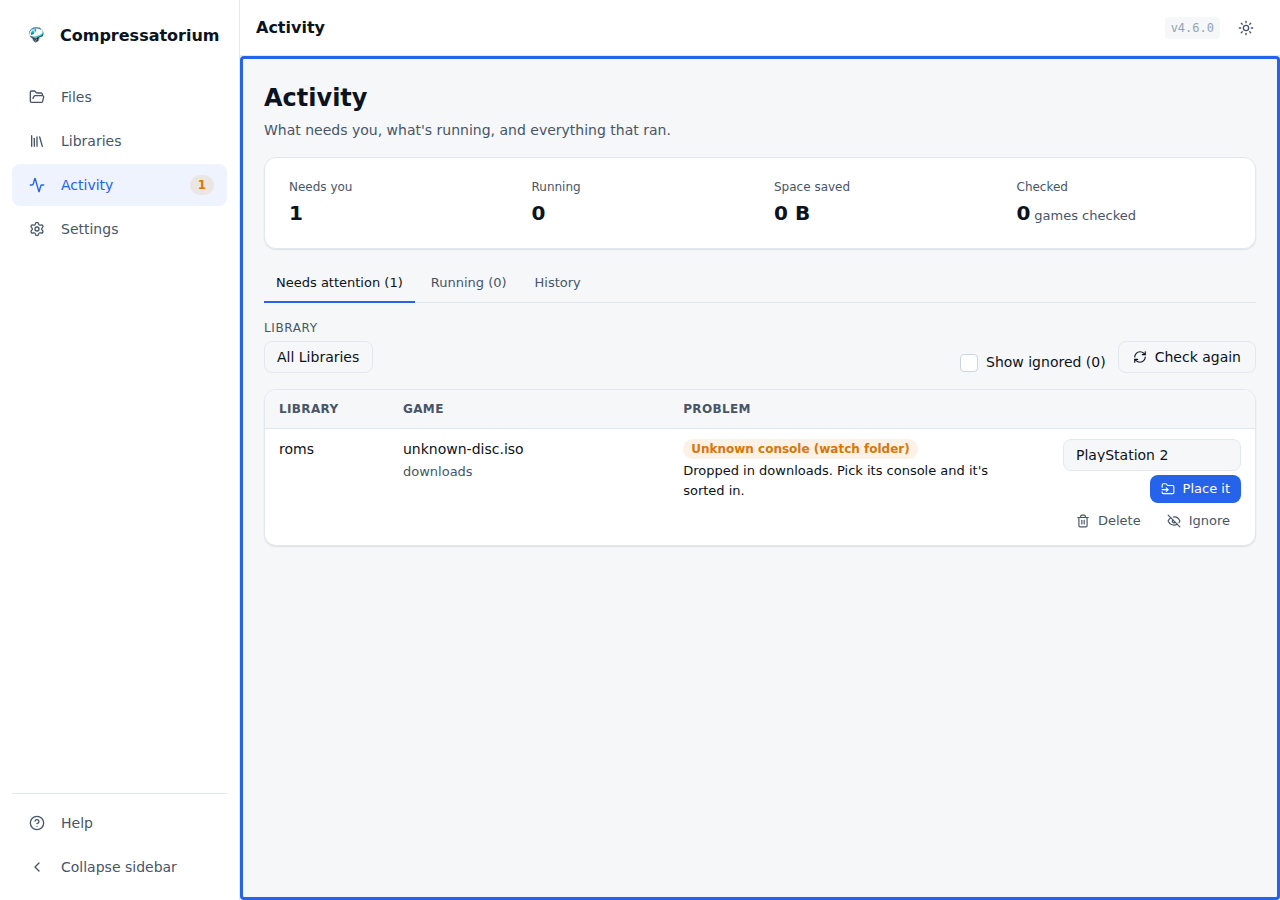 Compressatorium
Files
Libraries
Activity 1
Settings
Help
Collapse sidebar
Activity
v4.6.0
Activity
What needs you, what's running, and everything that ran.
Needs you Running Space saved Checked
1 0 0 B 0 games checked
Needs attention (1) Running (0) History
LIBRARY
All Libraries Show ignored (0) Check again
LIBRARY GAME PROBLEM
roms unknown-disc.iso Unknown console (watch folder) PlayStation 2
downloads Dropped in downloads. Pick its console and it's
sorted in. Place it
Delete Ignore